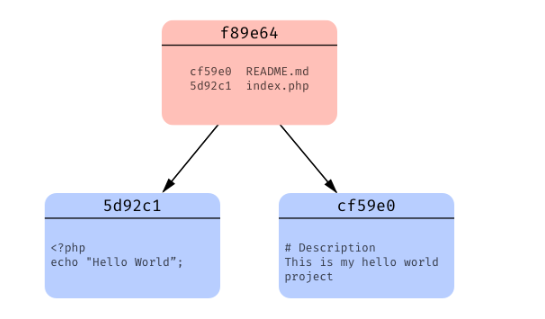 f89e64
cf59e0 README.md
5d92c1 index.php
5d92c1
<?php
echo "Hello World”;
cf59e0
# Description
This is my hello world
project